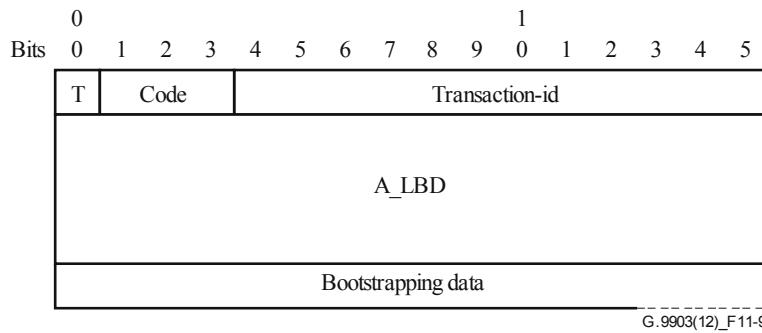 0 1
Bits 0 1 2 3 4 5 6 7 8 9 0 1 2 3 4 5
T Code Transaction-id
A_LBD
Bootstrapping data
G.9903(12)_F11-9